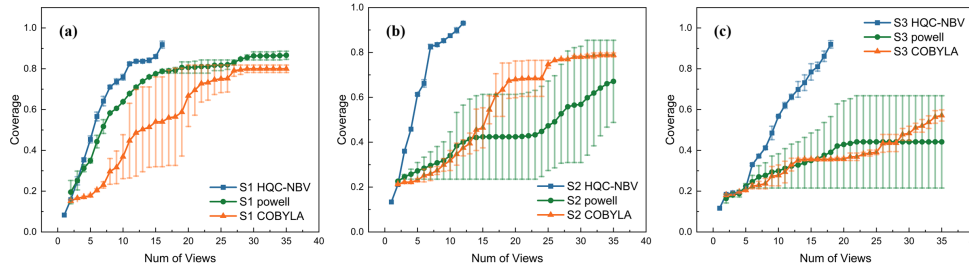 (a)
1.0
0.8
0.6
0.4
0.2
0.0
Coverage
0 5 10 15 20 25 30 35 40
Num of Views
S1 HQC-NBV
S1 powell
S1 COBYLA
(b)
1.0
0.8
0.6
0.4
0.2
0.0
Coverage
0 5 10 15 20 25 30 35 40
Num of Views
S2 HQC-NBV
S2 powell
S2 COBYLA
(c)
1.0
0.8
0.6
0.4
0.2
0.0
Coverage
0 5 10 15 20 25 30 35
Num of Views
S3 HQC-NBV
S3 powell
S3 COBYLA